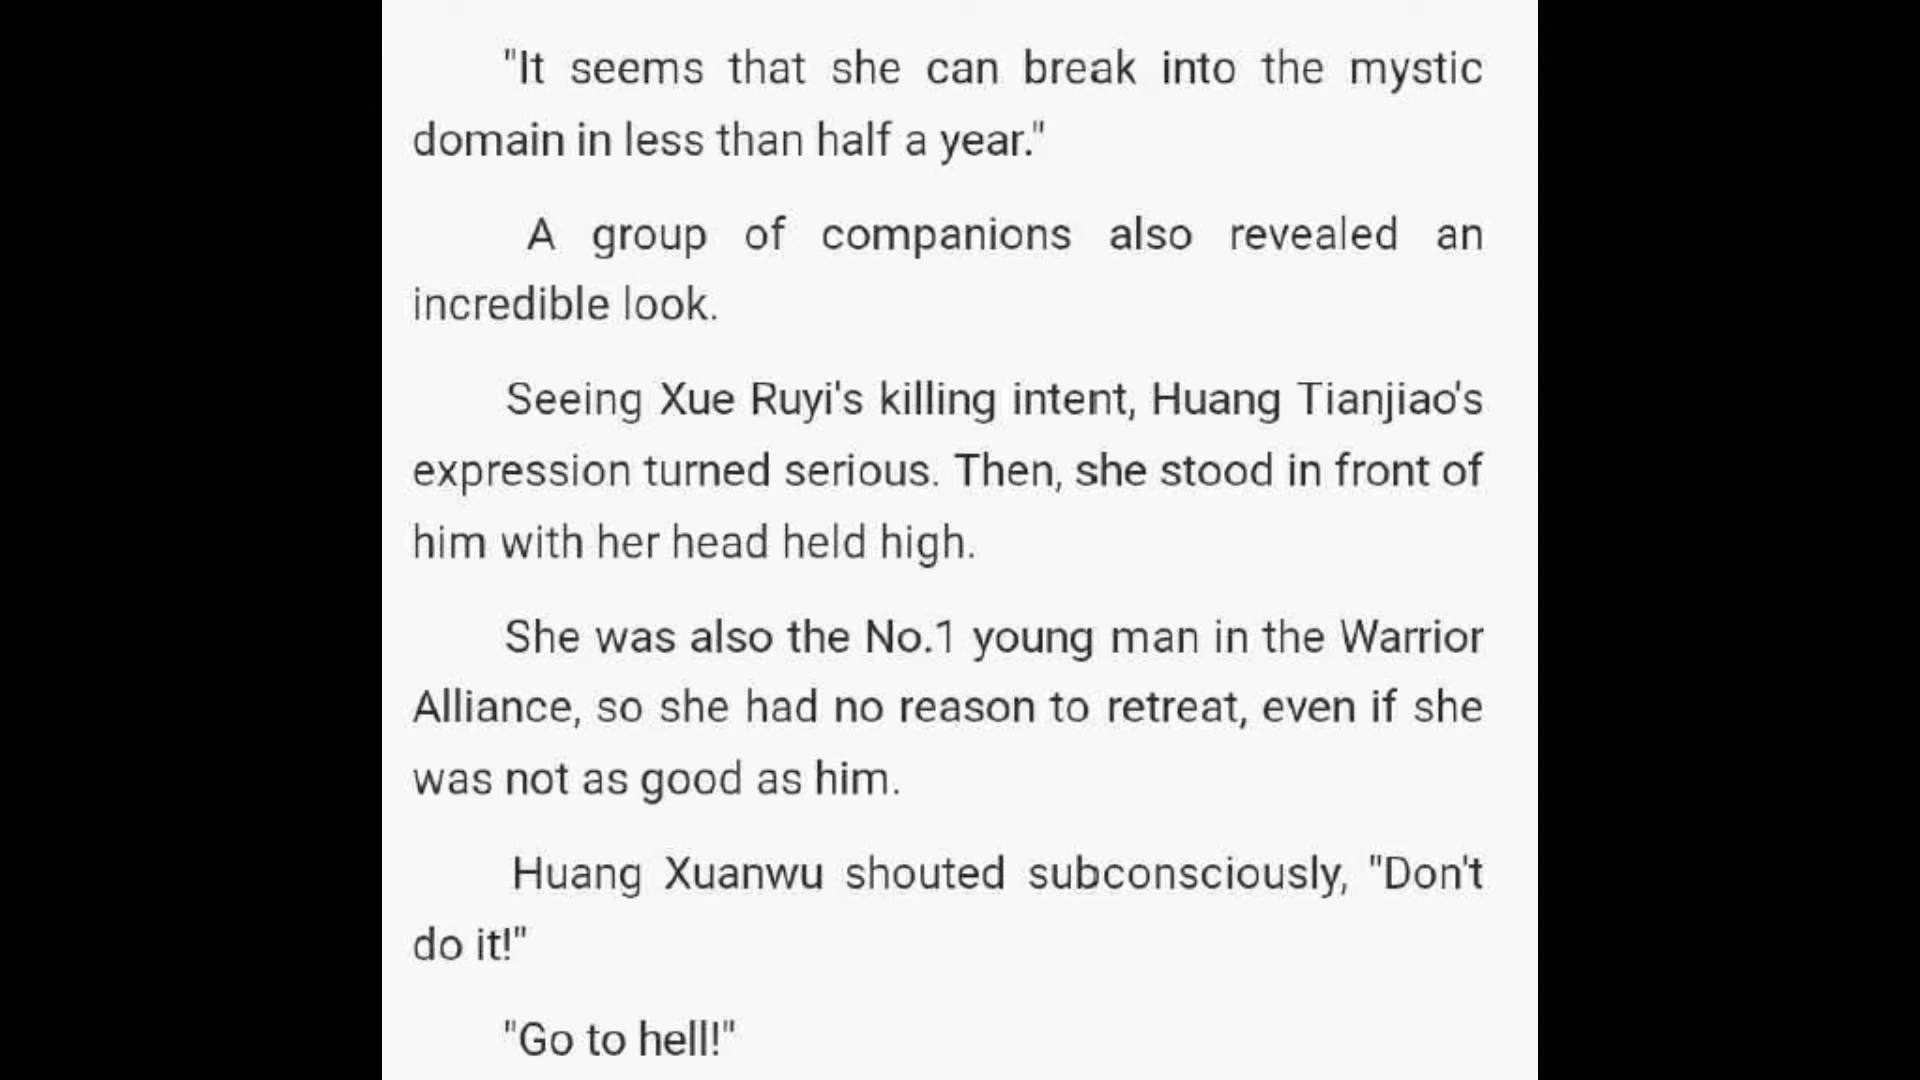 "It seems that she can break into the mystic
domain in less than half a year."
A group of companions also revealed an
incredible look.
Seeing Xue Ruyi's killing intent, Huang Tianjiao's
expression turned serious. Then, she stood in front of
him with her head held high.
She was also the No.1 young man in the Warrior
Alliance, so she had no reason to retreat, even if she
was not as good as him.
Huang Xuanwu shouted subconsciously, "Don't
do it!"
"Go to hell!"